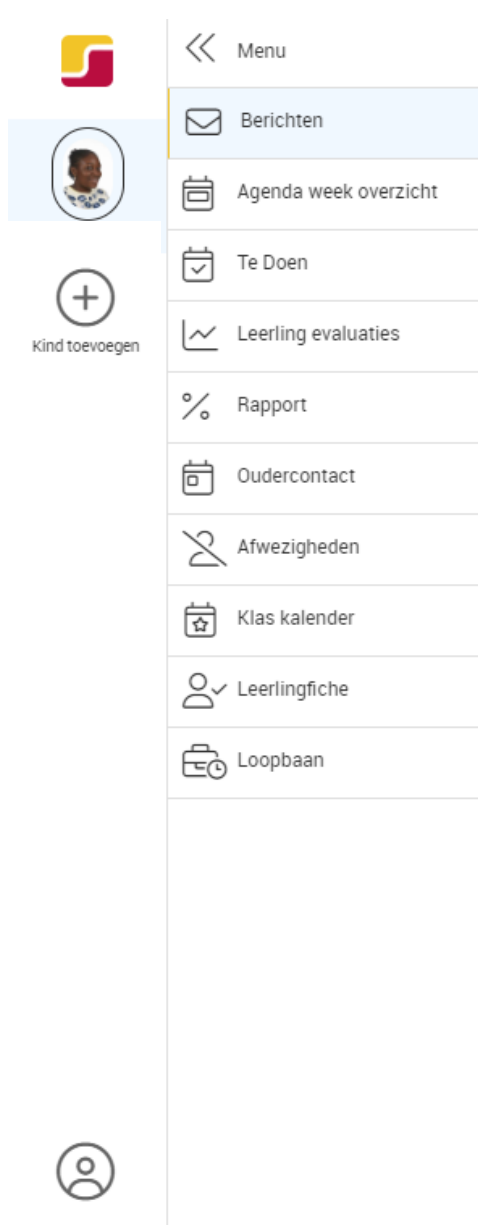 Menu
Berichten
Agenda week overzicht
Te Doen
Kind toevoegen
Leerling evaluaties
Rapport
Oudercontact
Afwezigheden
Klas kalender
Leerlingfiche
Loopbaan